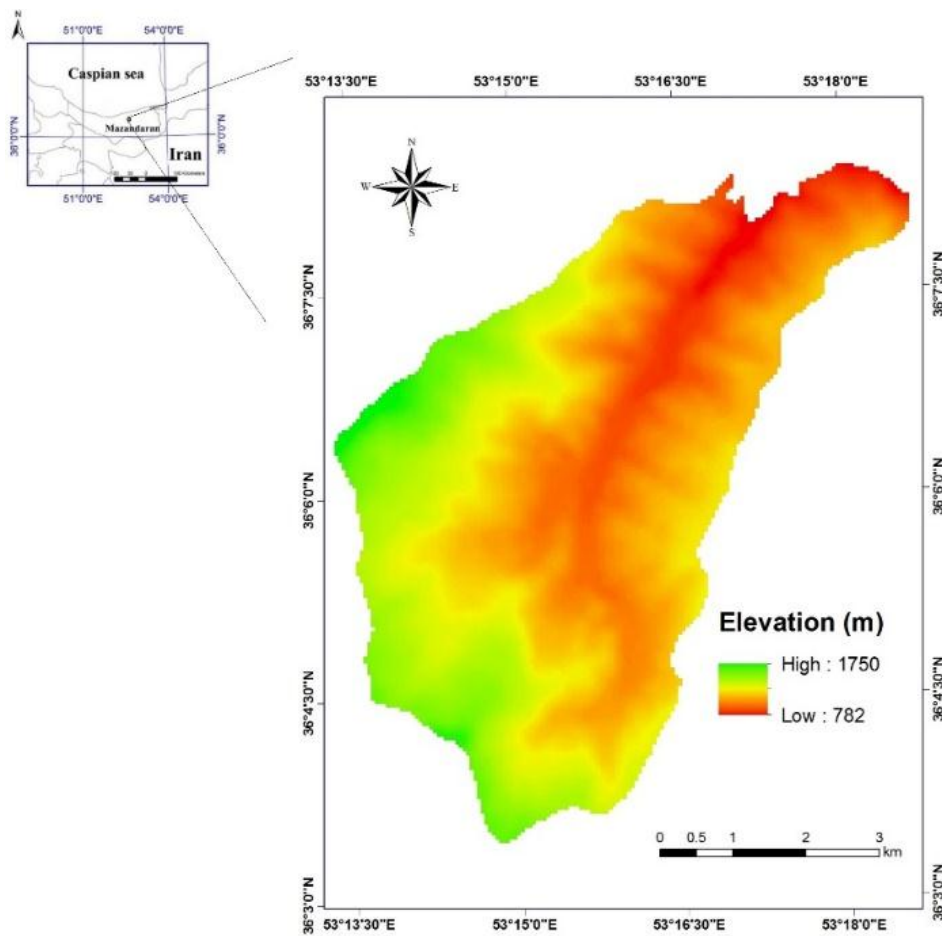 N
51°0'0"E 54°0'0"E
Caspian sea
36°0'0"N
Mazandaran
36°0'0"N
Iran
51°0'0"E 54°0'0"E
53°13'30"E 53°15'0"E 53°16'30"E 53°18'0"E
N
W E
S
36°7'30"N 36°7'30"N
36°6'0"N 36°6'0"N
Elevation (m)
High : 1750
Low : 782
36°4'30"N 36°4'30"N
0 0.5 1 2 3
km
36°3'0"N 36°3'0"N
53°13'30"E 53°15'0"E 53°16'30"E 53°18'0"E